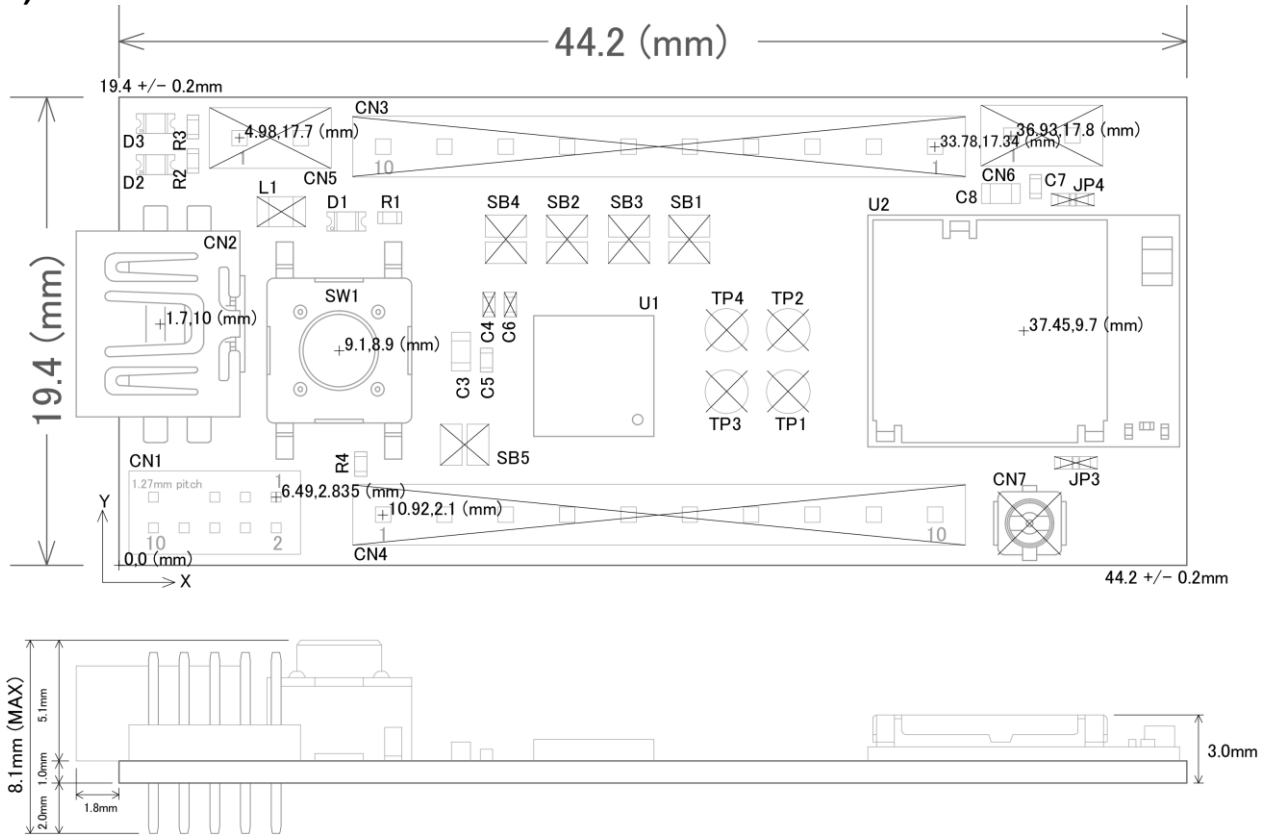 44.2 (mm)
19.4 +/- 0.2mm
CN3
D3
R3
4.98,17.7 (mm)
1
36.93,17.8 (mm)
1
33.78,17.34 (mm)
10
1
D2
R2
CN5
CN6
C7
C8
JP4
L1
D1
R1
SB4
SB2
SB3
SB1
U2
CN2
19.4 (mm)
SW1
U1
TP4
TP2
1.7,10 (mm)
9.1,8.9 (mm)
C4
C6
37.45,9.7 (mm)
C3
C5
TP3
TP1
CN1
R4
SB5
1.27mm pitch
1
6.49,2.835 (mm)
10.92,2.1 (mm)
JP3
CN7
Y
10
2
1
10
0,0 (mm)
CN4
X
44.2 +/- 0.2mm
8.1mm (MAX)
5.1mm
1.0mm
2.0mm
1.8mm
3.0mm